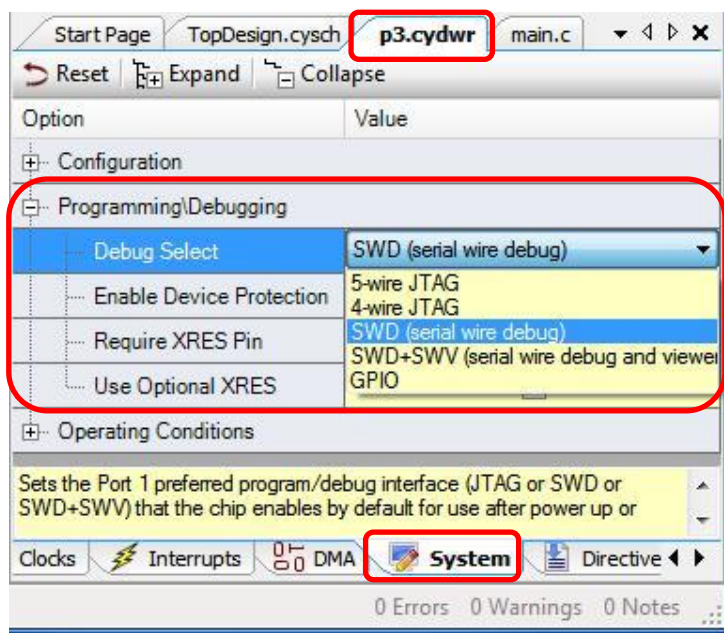 Start Page TopDesign.cysch p3.cydwr main.c
Reset Expand Collapse
Option Value
Configuration
Programming\Debugging
Debug Select SWD (serial wire debug)
5-wire JTAG
Enable Device Protection 4-wire JTAG
SWD (serial wire debug)
Require XRES Pin SWD+SWV (serial wire debug and viewer
Use Optional XRES GPIO
Operating Conditions
Sets the Port 1 preferred program/debug interface (JTAG or SWD or
SWD+SWV) that the chip enables by default for use after power up or
Clocks Interrupts DMA System Directive
0 Errors 0 Warnings 0 Notes